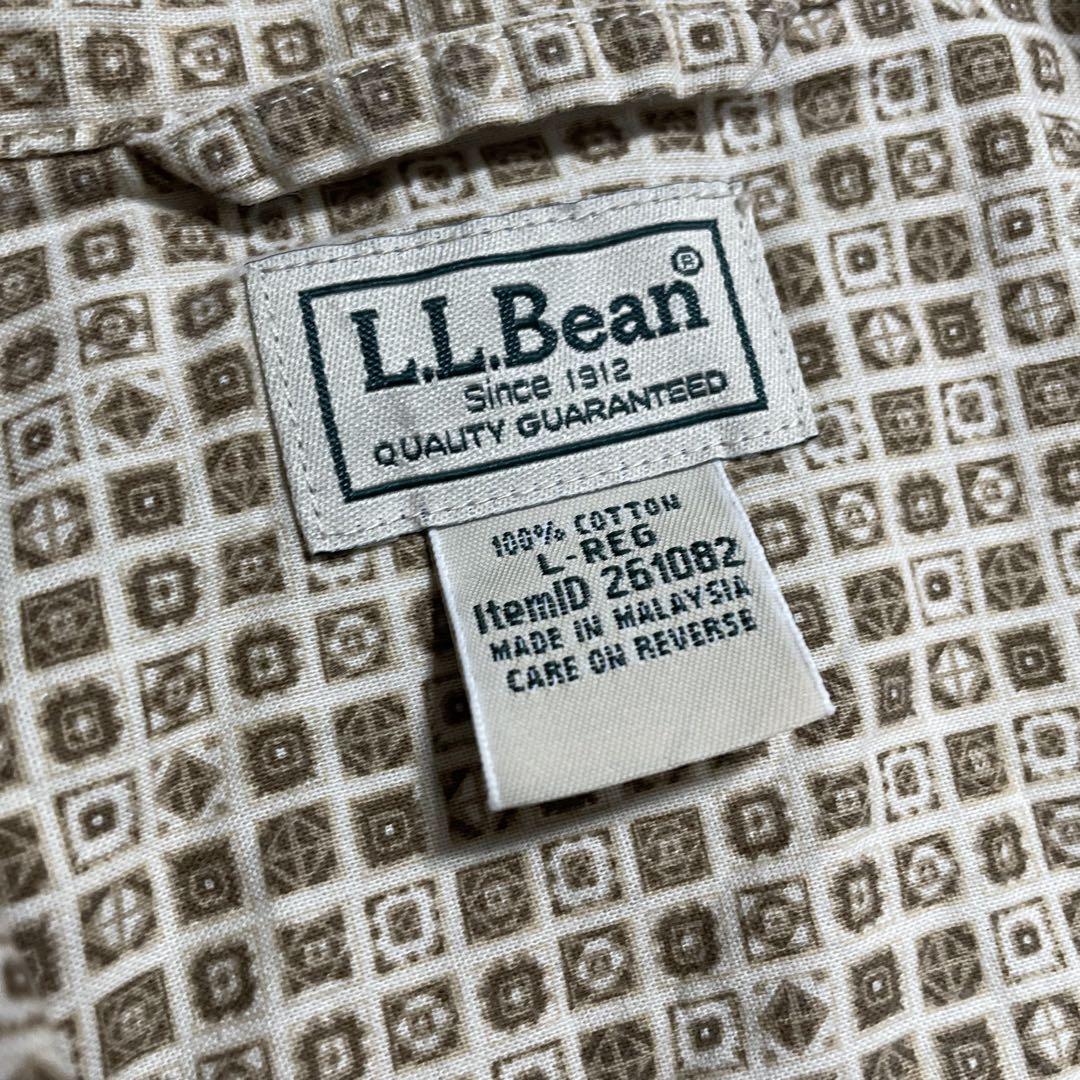 L.L.Bean®
Since 1912
QUALITY GUARANTEED
100% COTTON
L-REG
ItemID 261082
MADE IN MALAYSIA
CARE ON REVERSE